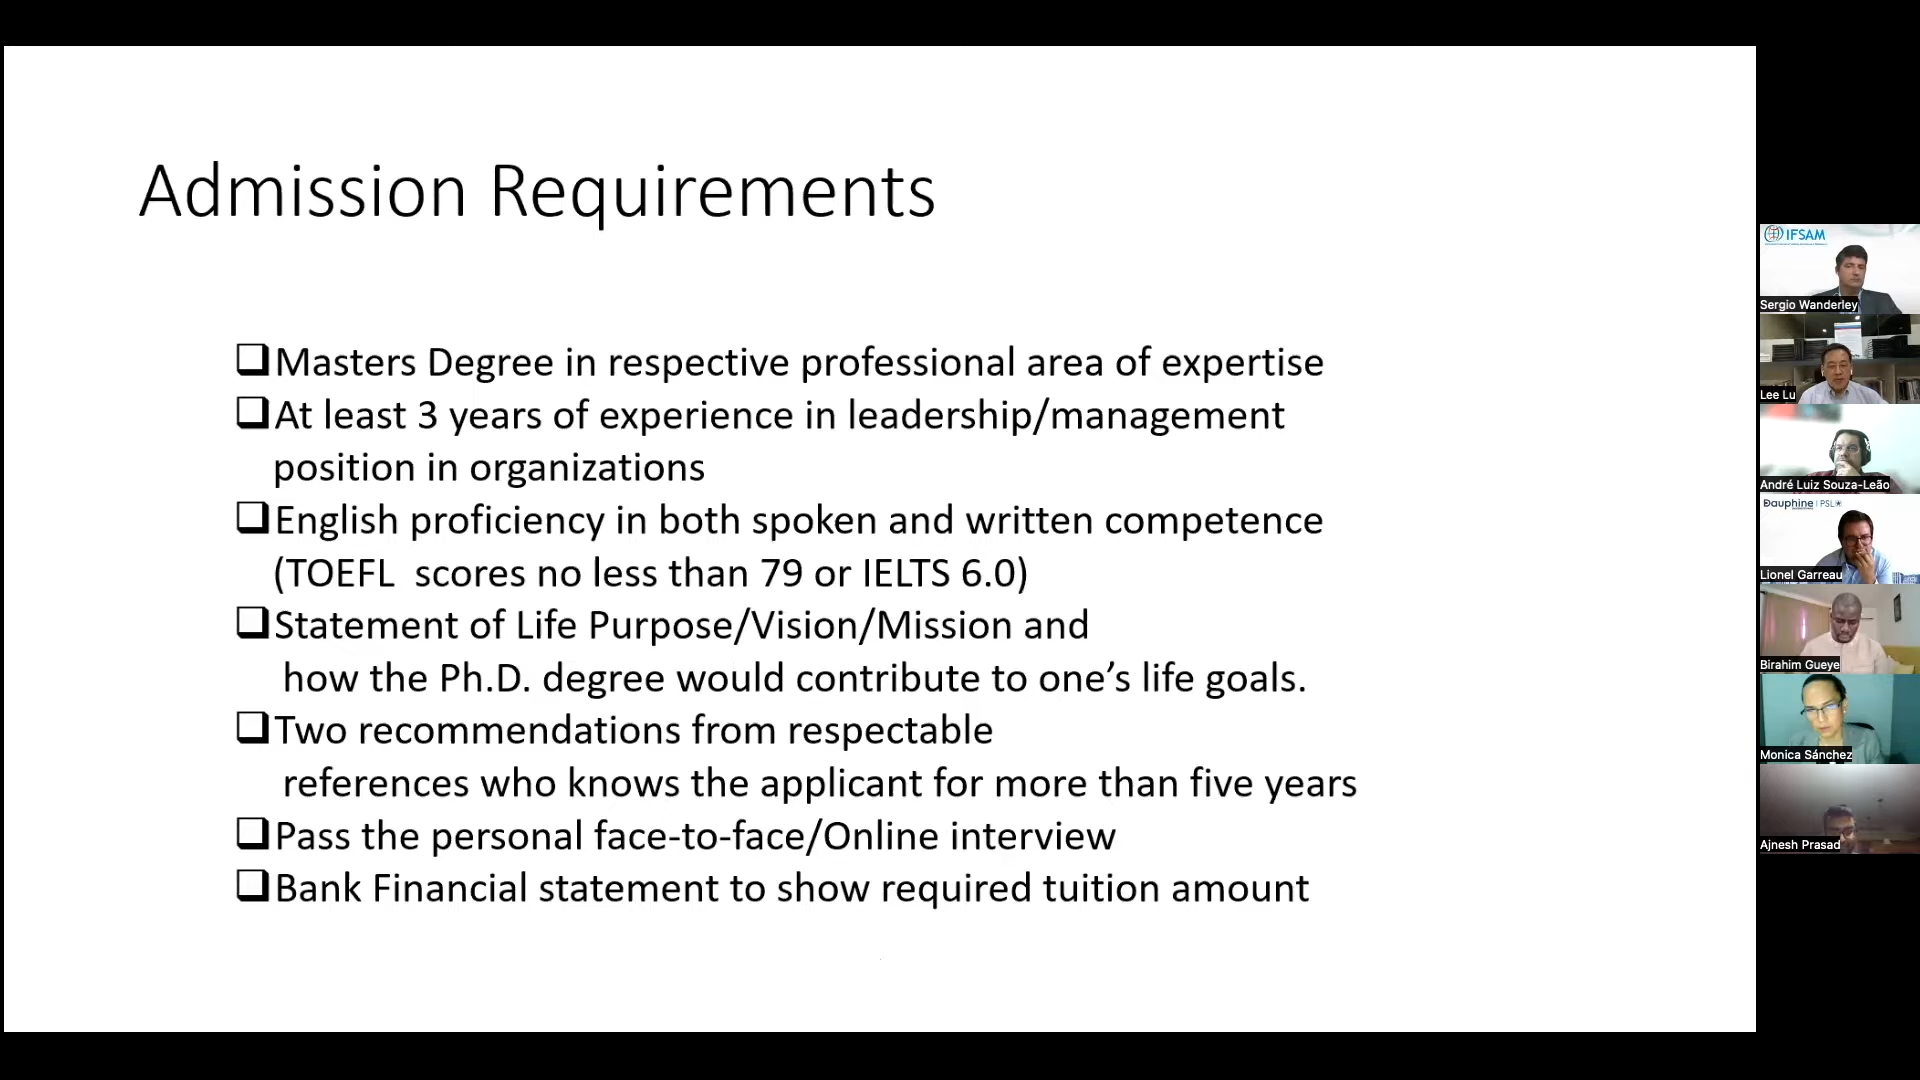 Admission Requirements
Masters Degree in respective professional area of expertise
At least 3 years of experience in leadership/management
position in organizations
English proficiency in both spoken and written competence
(TOEFL scores no less than 79 or IELTS 6.0)
Statement of Life Purpose/Vision/Mission and
how the Ph.D. degree would contribute to one’s life goals.
Two recommendations from respectable
references who knows the applicant for more than five years
Pass the personal face-to-face/Online interview
Bank Financial statement to show required tuition amount
IFSAM
Sergio Wanderley
Lee Lu
André Luiz Souza-Leão
Dauphine | PSL
Lionel Garreau
Birahim Gueye
Monica Sánchez
Ajnesh Prasad